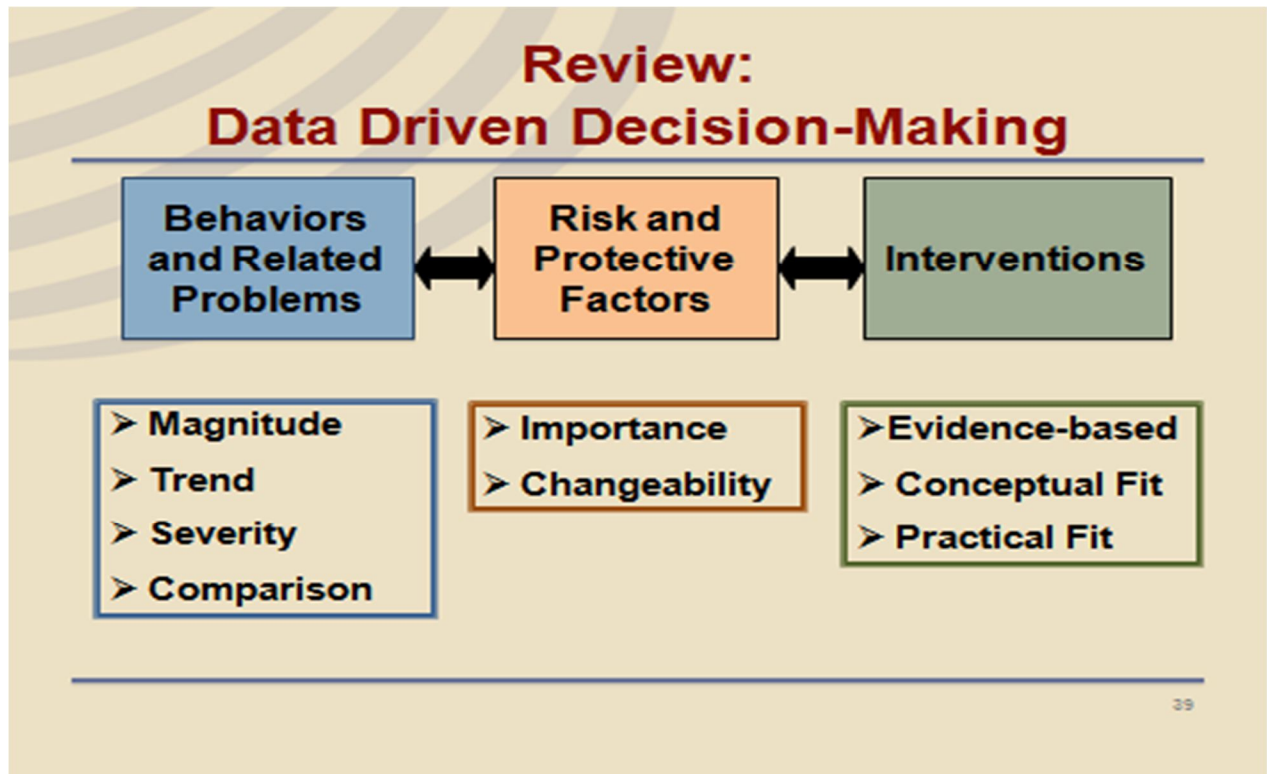 Review:
Data Driven Decision-Making
Behaviors
and Related
Problems
Risk and
Protective
Factors
Interventions
➢ Magnitude
➢ Trend
➢ Severity
➢ Comparison
➢ Importance
➢ Changeability
➢Evidence-based
➢ Conceptual Fit
➢ Practical Fit
39